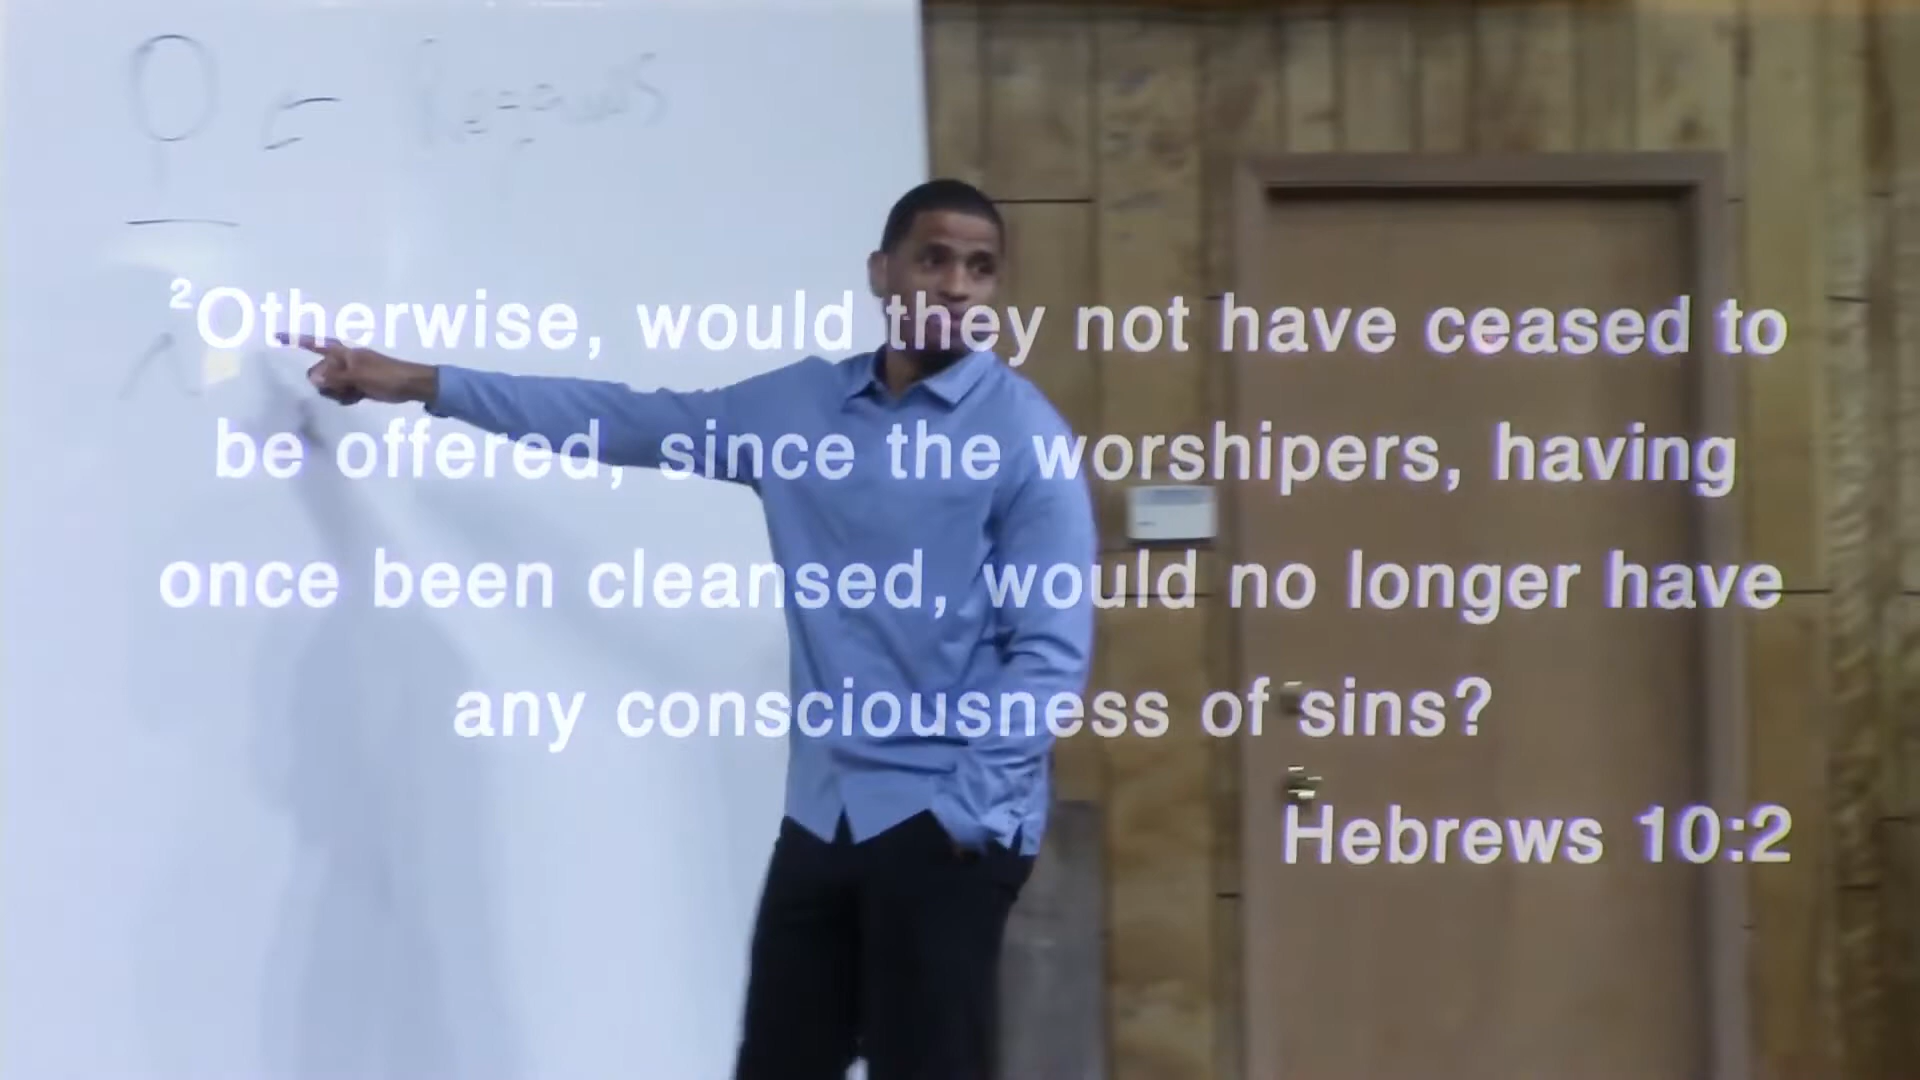 ²Otherwise, would they not have ceased to
be offered, since the worshipers, having
once been cleansed, would no longer have
any consciousness of sins?
Hebrews 10:2